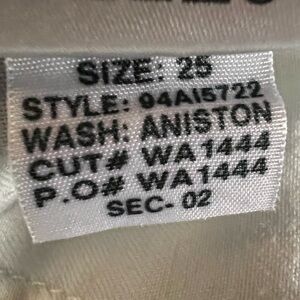 SIZE: 25
STYLE: 94AI5722
WASH: ANISTON
CUT# WA1444
P.O# WA1444
SEC- 02